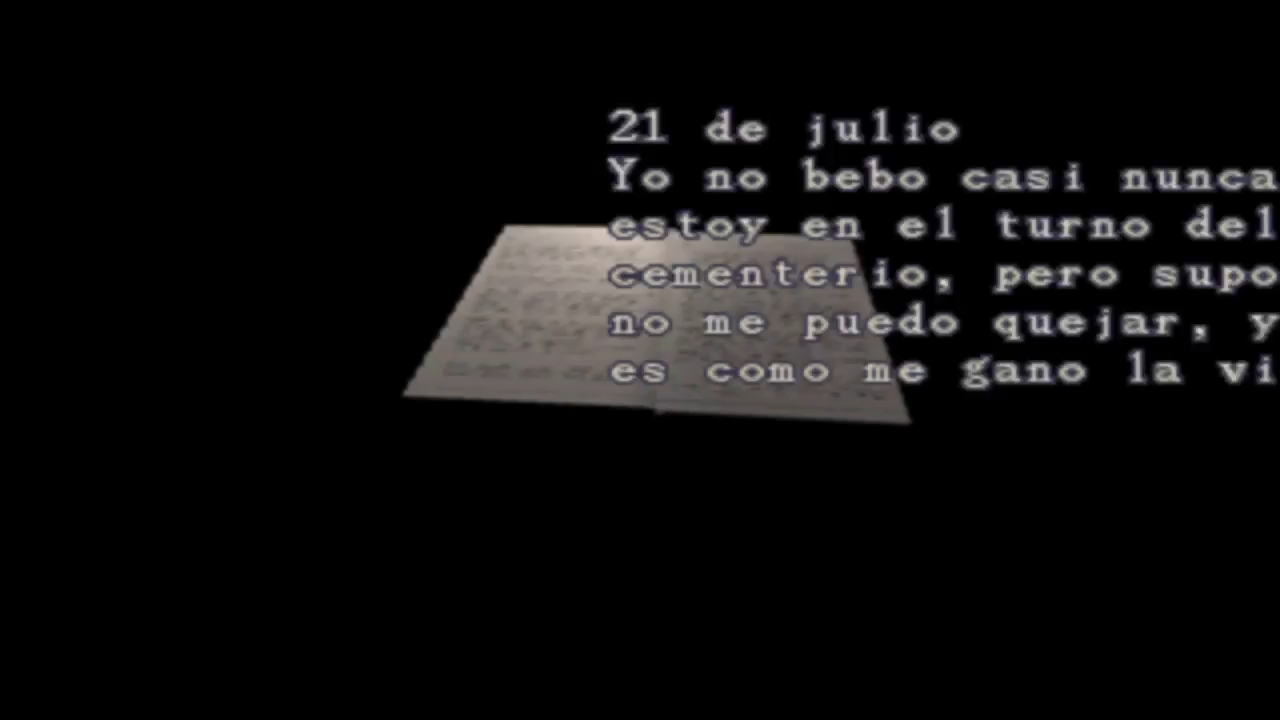 21 de julio
Yo no bebo casi nunca
estoy en el turno del
cementerio, pero supo
no me puedo quejar, y
es como me gano la vi